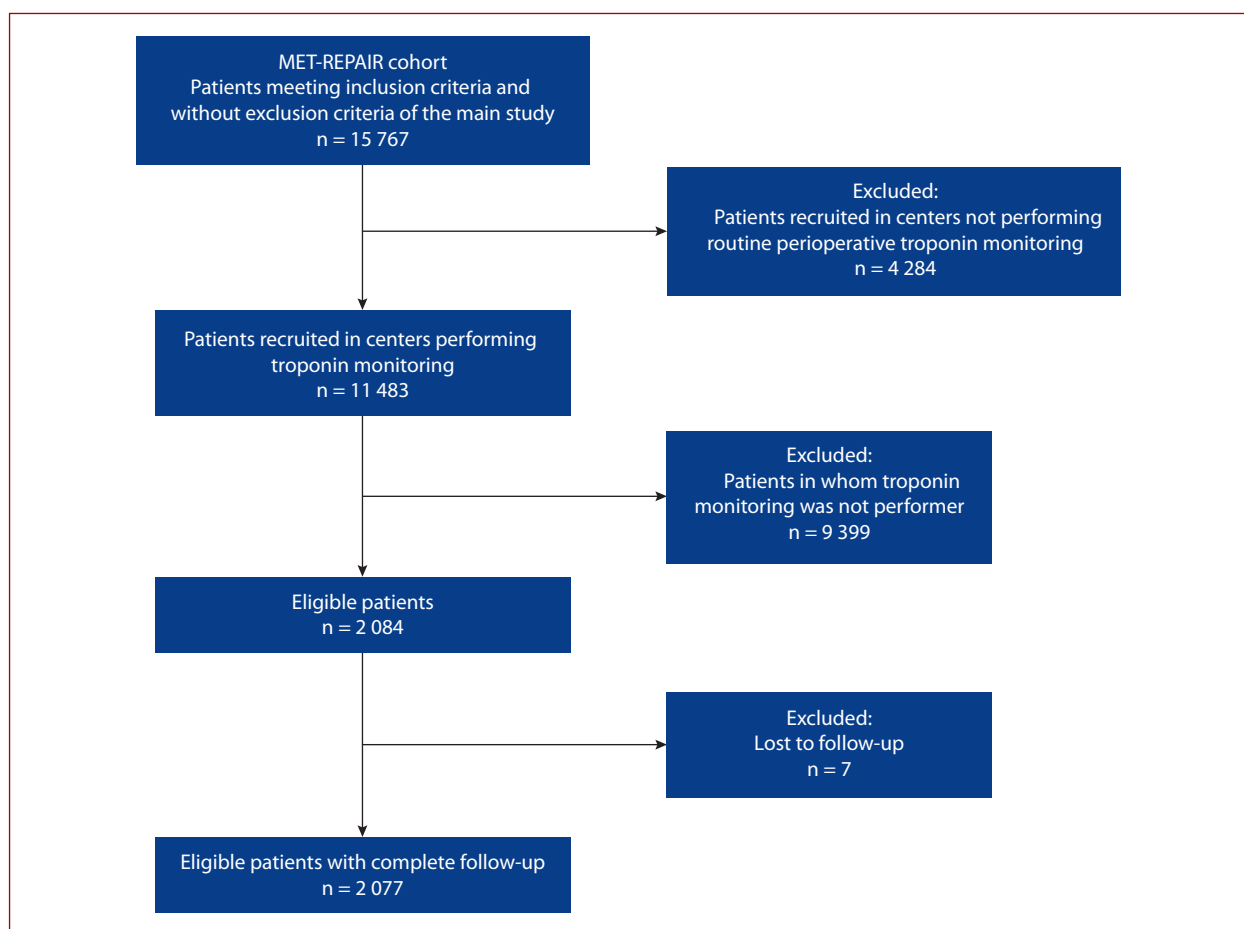 MET-REPAIR cohort
Patients meeting inclusion criteria and
without exclusion criteria of the main study
n = 15 767
Excluded:
Patients recruited in centers not performing
routine perioperative troponin monitoring
n = 4 284
Patients recruited in centers performing
troponin monitoring
n = 11 483
Excluded:
Patients in whom troponin
monitoring was not performer
n = 9 399
Eligible patients
n = 2 084
Excluded:
Lost to follow-up
n = 7
Eligible patients with complete follow-up
n = 2 077